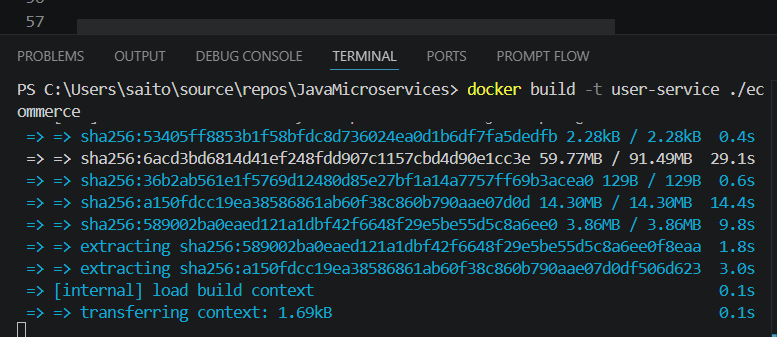 57
PROBLEMS OUTPUT DEBUG CONSOLE TERMINAL PORTS PROMPT FLOW
PS C:\Users\saito\source\repos\JavaMicroservices> docker build -t user-service ./ec
ommerce
=> => sha256:53405ff8853b1f58bfdc8d736024ea0d1b6df7fa5dedfb 2.28kB / 2.28kB 0.4s
=> => sha256:6acd3bd6814d41ef248fdd907c1157cbd4d90e1cc3e 59.77MB / 91.49MB 29.1s
=> => sha256:36b2ab561e1f5769d12480d85e27bf1a14a7757ff69b3acea0 129B / 129B 0.6s
=> => sha256:a150fdcc19ea38586861ab60f38c860b790aae07d0d 14.30MB / 14.30MB 14.4s
=> => sha256:589002ba0eaed121a1dbf42f6648f29e5be55d5c8a6ee0 3.86MB / 3.86MB 9.8s
=> => extracting sha256:589002ba0eaed121a1dbf42f6648f29e5be55d5c8a6ee0f8eaa 1.8s
=> => extracting sha256:a150fdcc19ea38586861ab60f38c860b790aae07d0df506d623 3.0s
=> [internal] load build context 0.1s
=> => transferring context: 1.69kB 0.1s